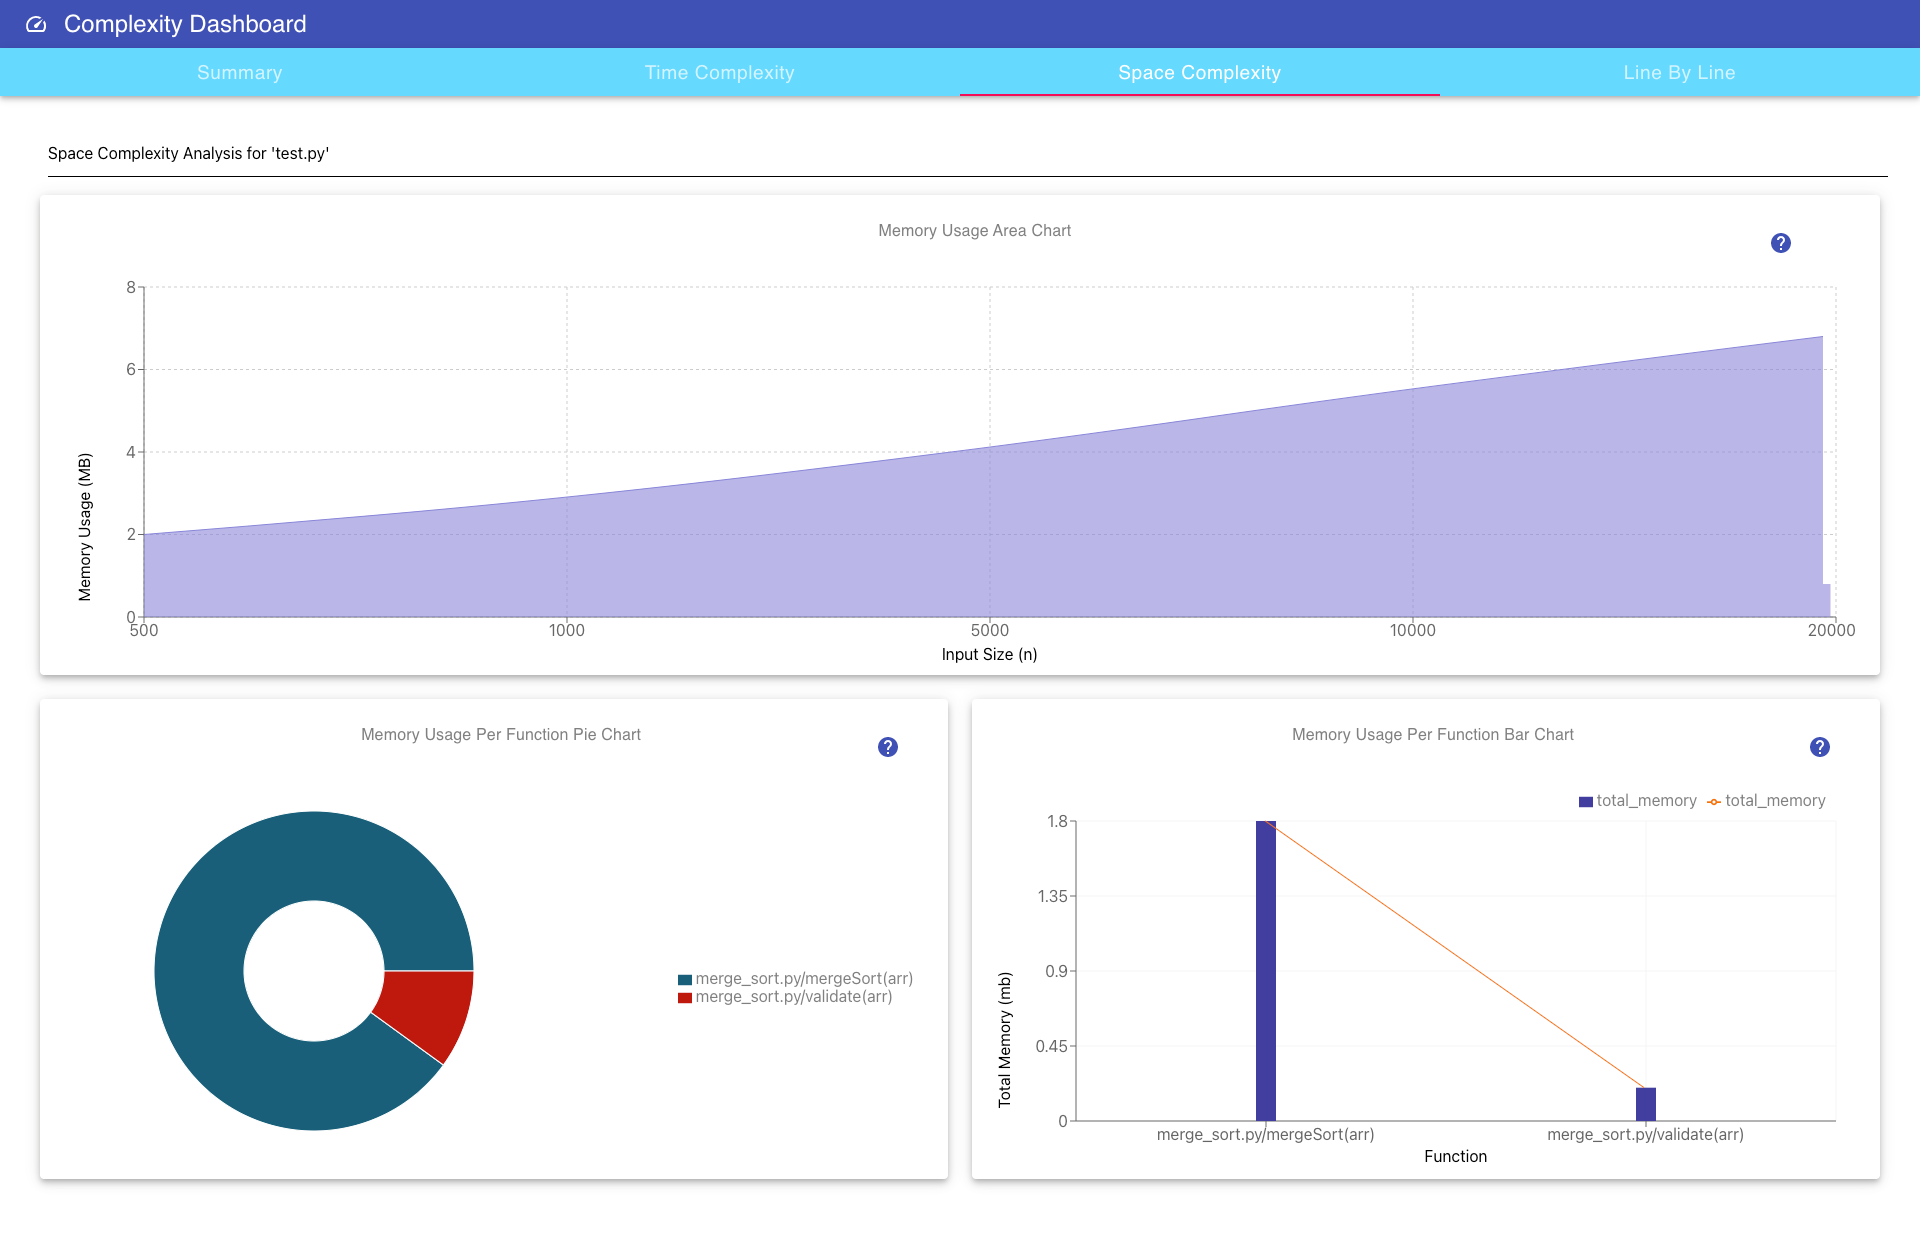 Complexity Dashboard
Summary
Time Complexity
Space Complexity
Line By Line
Space Complexity Analysis for 'test.py'
Memory Usage Area Chart
?
8
6
4
2
0
Memory Usage (MB)
500
1000
5000
10000
20000
Input Size (n)
Memory Usage Per Function Pie Chart
?
merge_sort.py/mergeSort(arr)
merge_sort.py/validate(arr)
Memory Usage Per Function Bar Chart
?
total_memory
total_memory
1.8
1.35
0.9
0.45
0
Total Memory (mb)
merge_sort.py/mergeSort(arr)
merge_sort.py/validate(arr)
Function